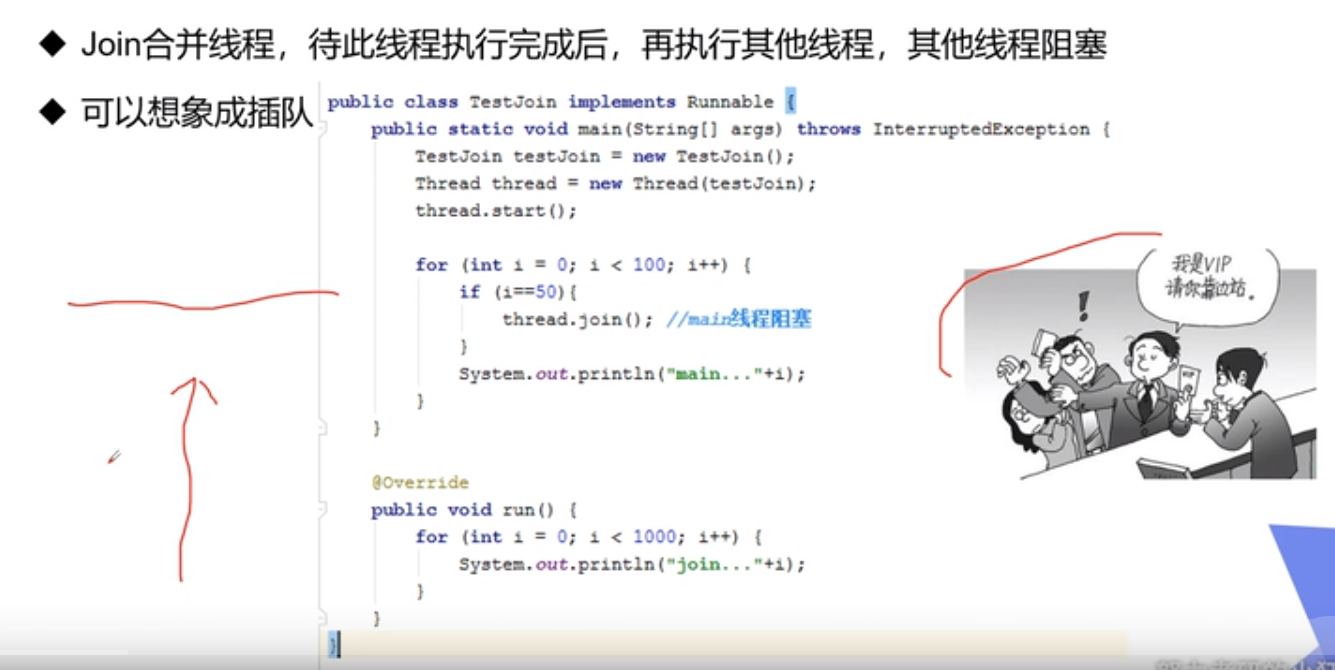 ◆ Join合并线程，待此线程执行完成后，再执行其他线程，其他线程阻塞
◆ 可以想象成插队
public class TestJoin implements Runnable {
public static void main(String[] args) throws InterruptedException {
TestJoin testJoin = new TestJoin();
Thread thread = new Thread(testJoin);
thread.start();
for (int i = 0; i < 100; i++) {
if (i==50){
thread.join(); //main线程阻塞
}
System.out.println("main..."+i);
}
}
@Override
public void run() {
for (int i = 0; i < 1000; i++) {
System.out.println("join..."+i);
}
}
}
我是VIP
请你靠边站。
!
VIP